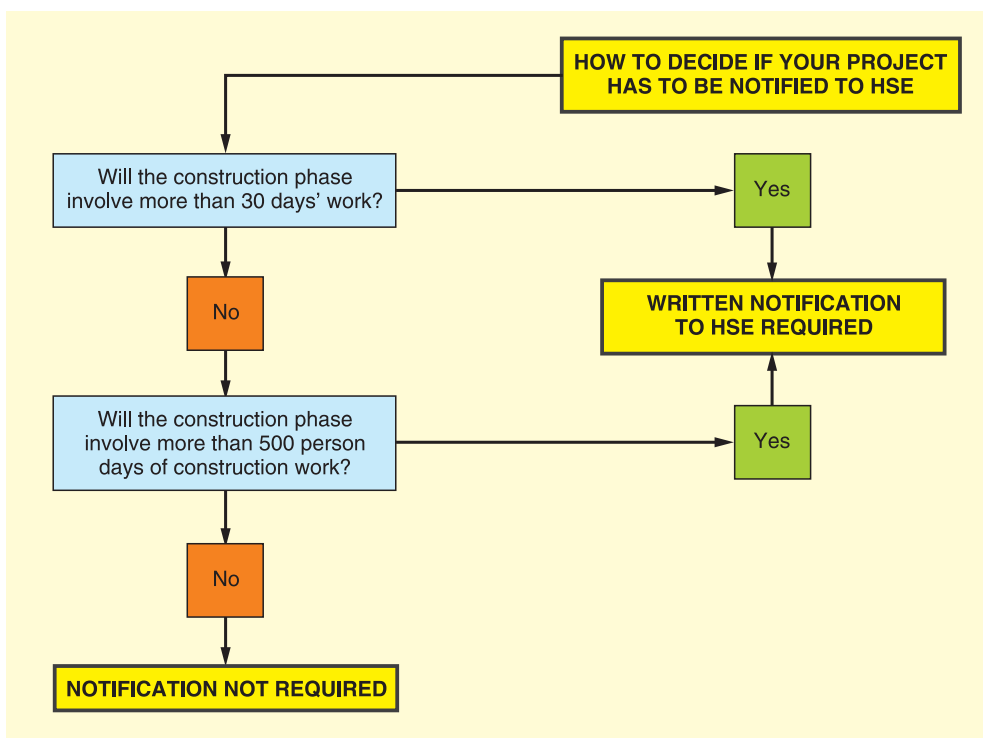 HOW TO DECIDE IF YOUR PROJECT
HAS TO BE NOTIFIED TO HSE
Will the construction phase
involve more than 30 days’ work?
Yes
No
WRITTEN NOTIFICATION
TO HSE REQUIRED
Will the construction phase
involve more than 500 person
days of construction work?
Yes
No
NOTIFICATION NOT REQUIRED